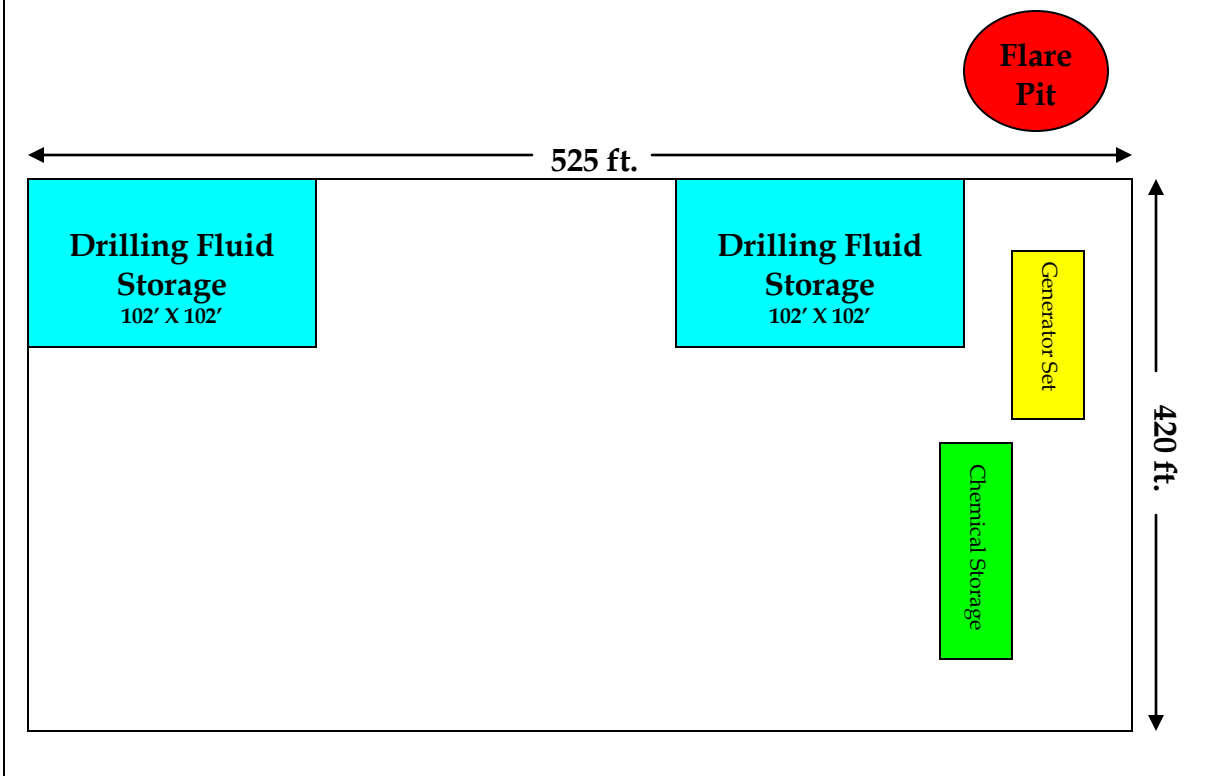 Flare
Pit
525 ft.
Drilling Fluid
Storage
102’ X 102’
Drilling Fluid
Storage
102’ X 102’
Generator Set
420 ft.
Chemical Storage